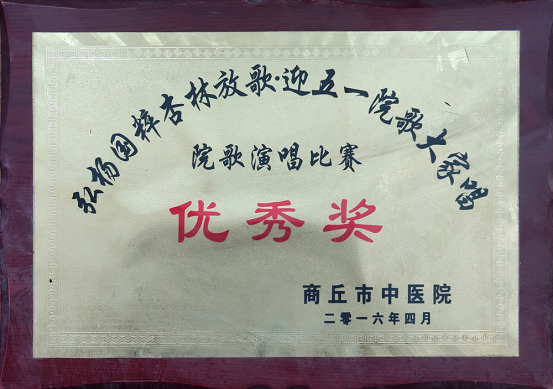 弘扬国粹杏林放歌·迎五一院歌大家唱
院歌演唱比赛
优秀奖
商丘市中医院
二零一六年四月